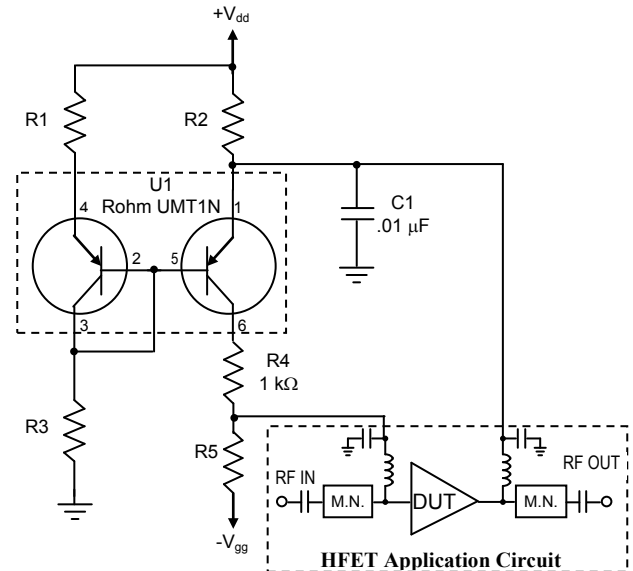 +Vdd
R1
R2
U1
Rohm UMT1N
4
1
C1
.01 μF
2
5
3
6
R4
1 kΩ
R3
R5
RF IN
RF OUT
M.N.
DUT
M.N.
-Vgg
HFET Application Circuit